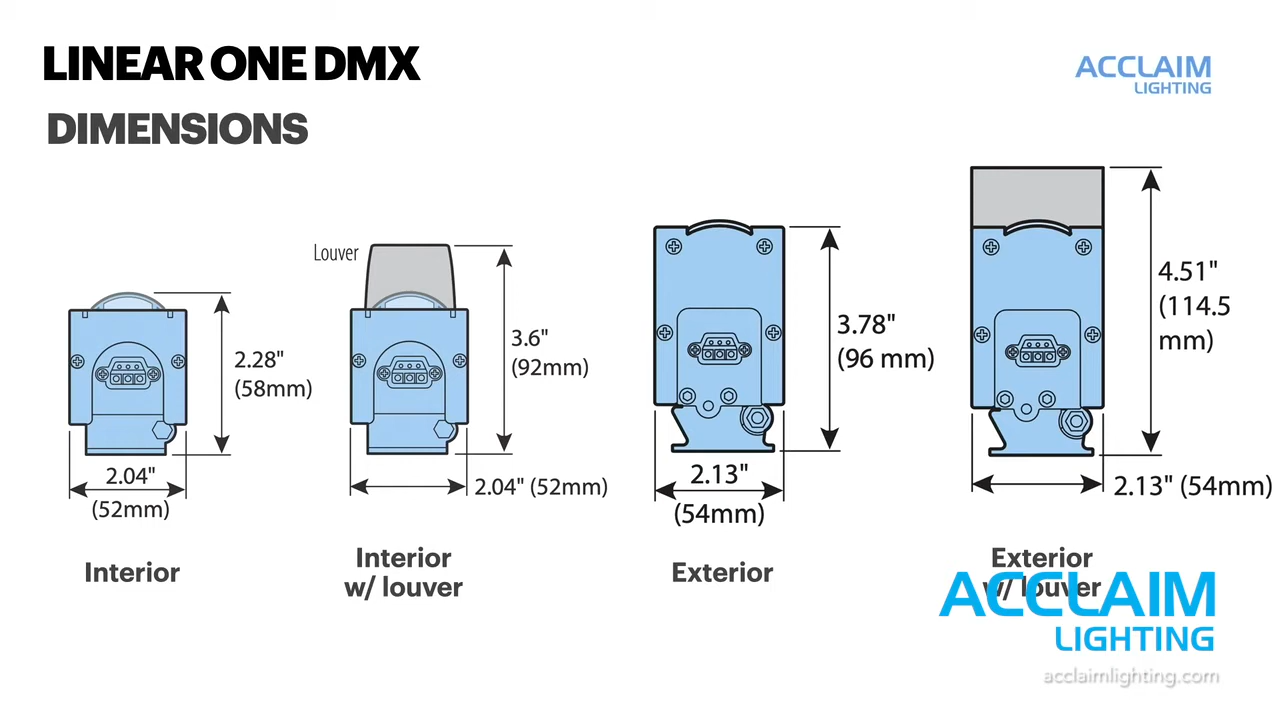 LINEAR ONE DMX
DIMENSIONS
ACCLAIM
LIGHTING
2.28"
(58mm)
2.04"
(52mm)
Interior
Louver
3.6"
(92mm)
2.04" (52mm)
Interior
w/ louver
3.78"
(96 mm)
2.13"
(54mm)
Exterior
4.51"
(114.5
mm)
2.13" (54mm)
Exterior
w/ louver
ACCLAIM
LIGHTING
acclaimlighting.com